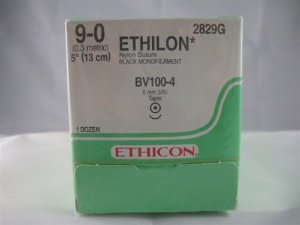 9-0
(0.3 metric)
5" (13 cm)
ETHILON*
2829G
Nylon Suture
BLACK MONOFILAMENT
BV100-4
5 mm 3/8c
Taper
1 DOZEN
ETHICON